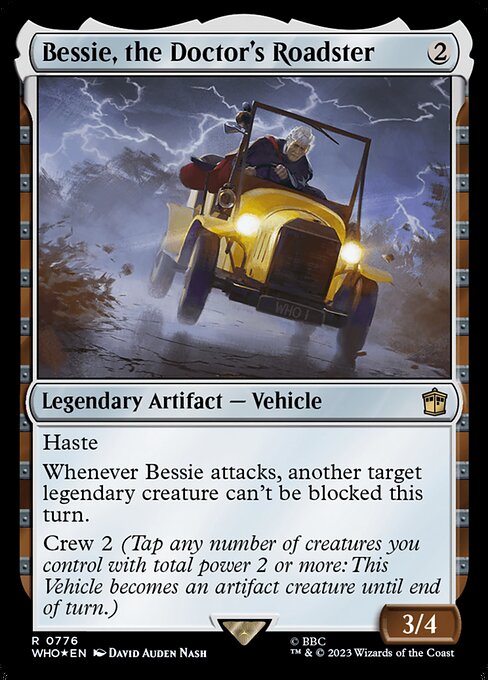 Bessie, the Doctor's Roadster 2
WHO 1
Legendary Artifact — Vehicle
Haste
Whenever Bessie attacks, another target
legendary creature can't be blocked this
turn.
Crew 2 (Tap any number of creatures you
control with total power 2 or more: This
Vehicle becomes an artifact creature until end
of turn.)
3/4
R 0776
WHO★EN David Auden Nash
© BBC
™ & © 2023 Wizards of the Coast